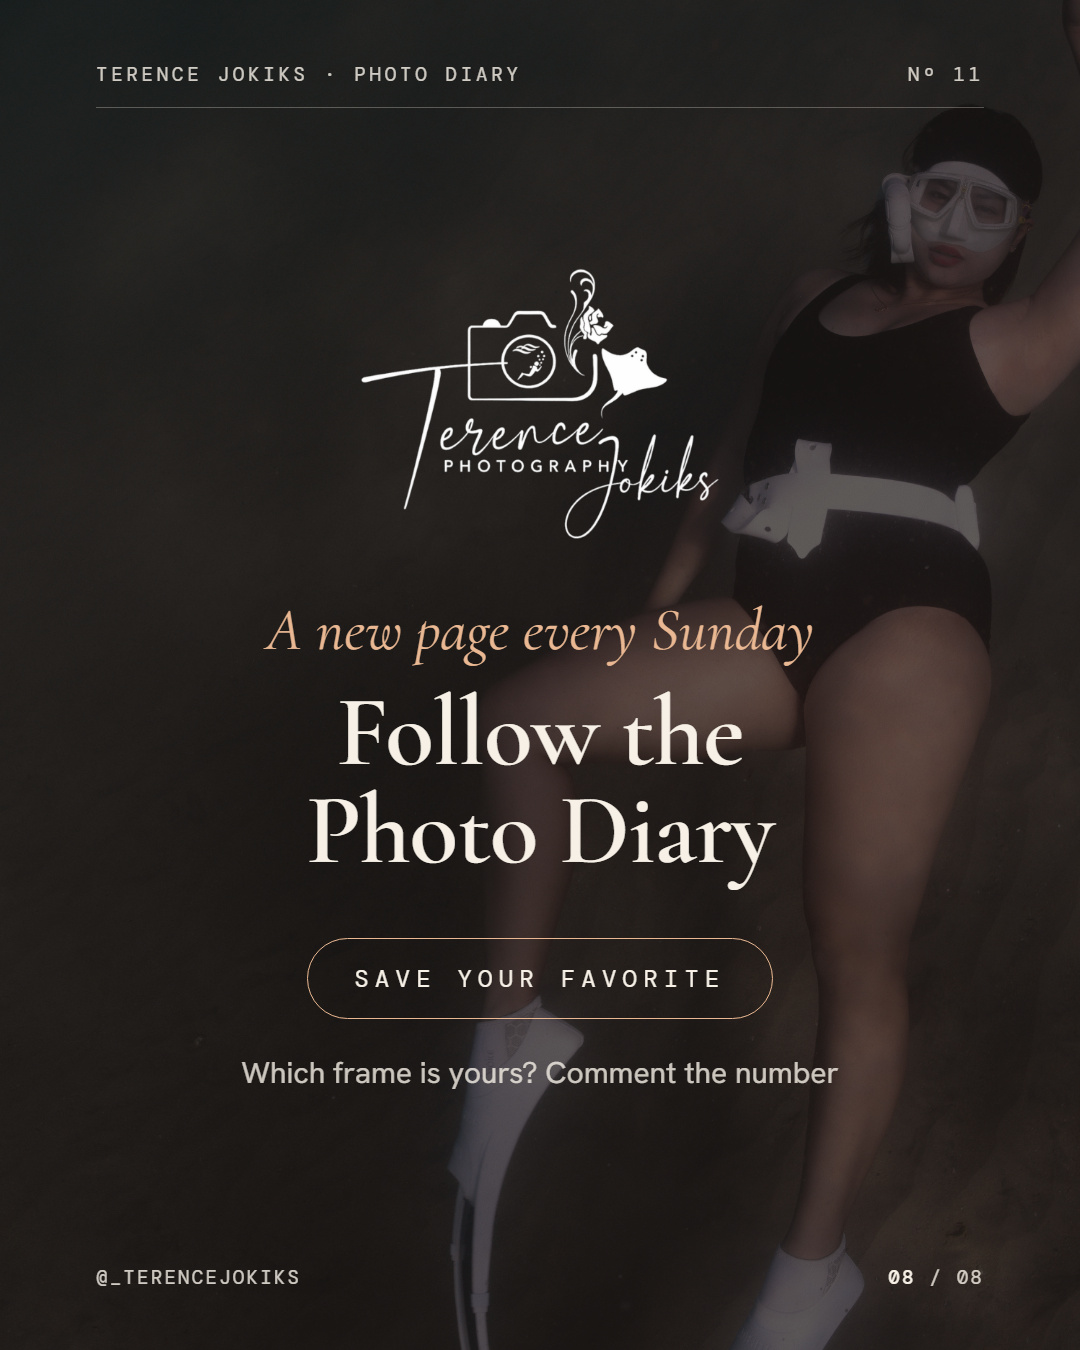 TERENCE JOKIKS · PHOTO DIARY
Nº 11
Terence
PHOTOGRAPHY
Jokiks
A new page every Sunday
Follow the
Photo Diary
SAVE YOUR FAVORITE
Which frame is yours? Comment the number
@_TERENCEJOKIKS
08 / 08